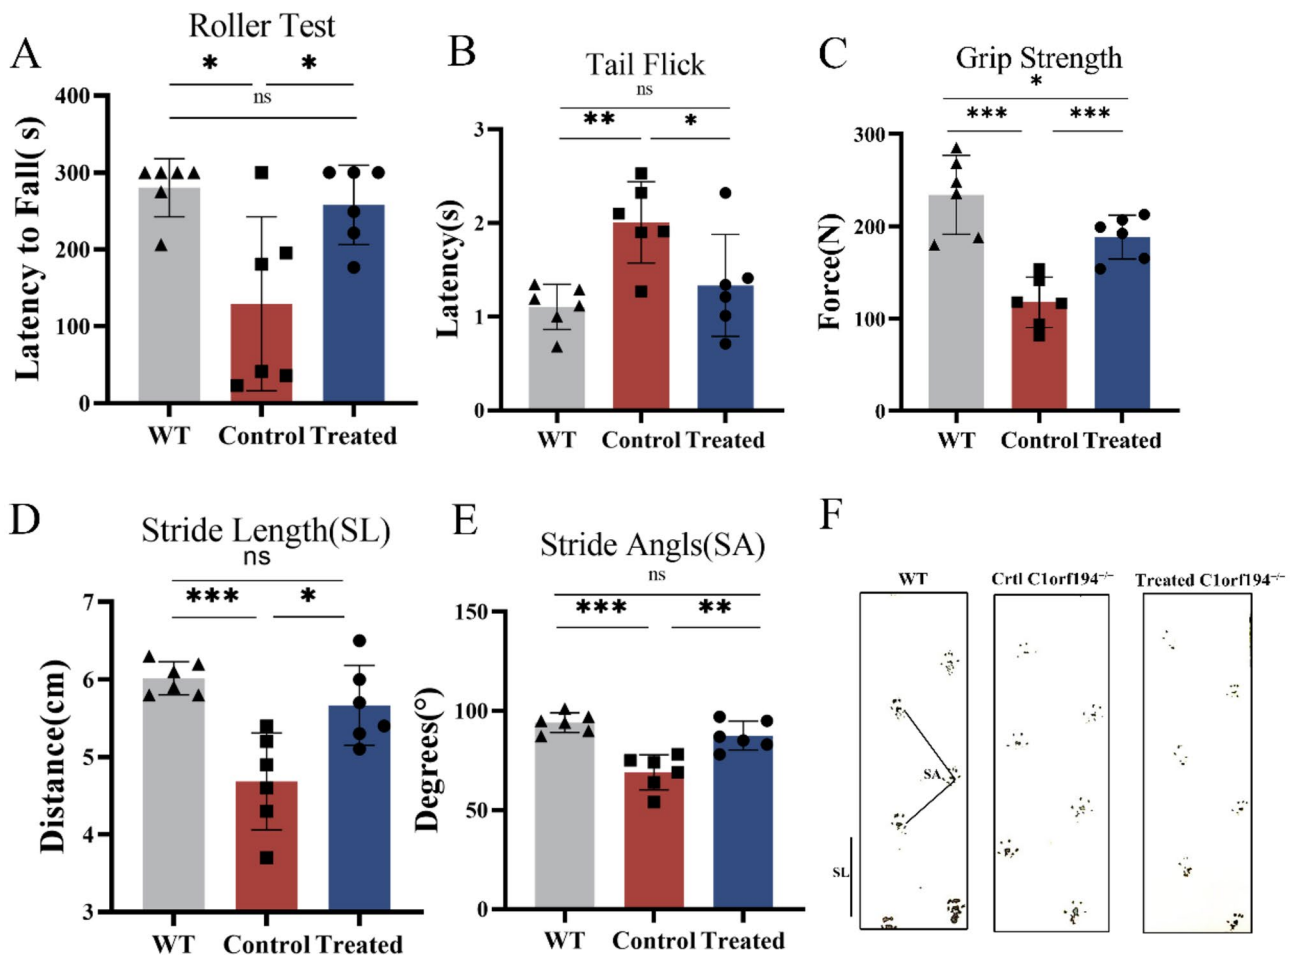 A
Roller Test
*
*
ns
Latency to Fall( s)
400
300
200
100
0
WT
Control
Treated
B
Tail Flick
ns
**
*
Latency(s)
3
2
1
0
WT
Control
Treated
C
Grip Strength
*
***
***
Force(N)
300
200
100
0
WT
Control
Treated
D
Stride Length(SL)
ns
***
*
Distance(cm)
7
6
5
4
3
WT
Control
Treated
E
Stride Angls(SA)
ns
***
**
Degrees(°)
150
100
50
0
WT
Control
Treated
F
WT
Crtl C1orf194⁻/⁻
Treated C1orf194⁻/⁻
SA
SL